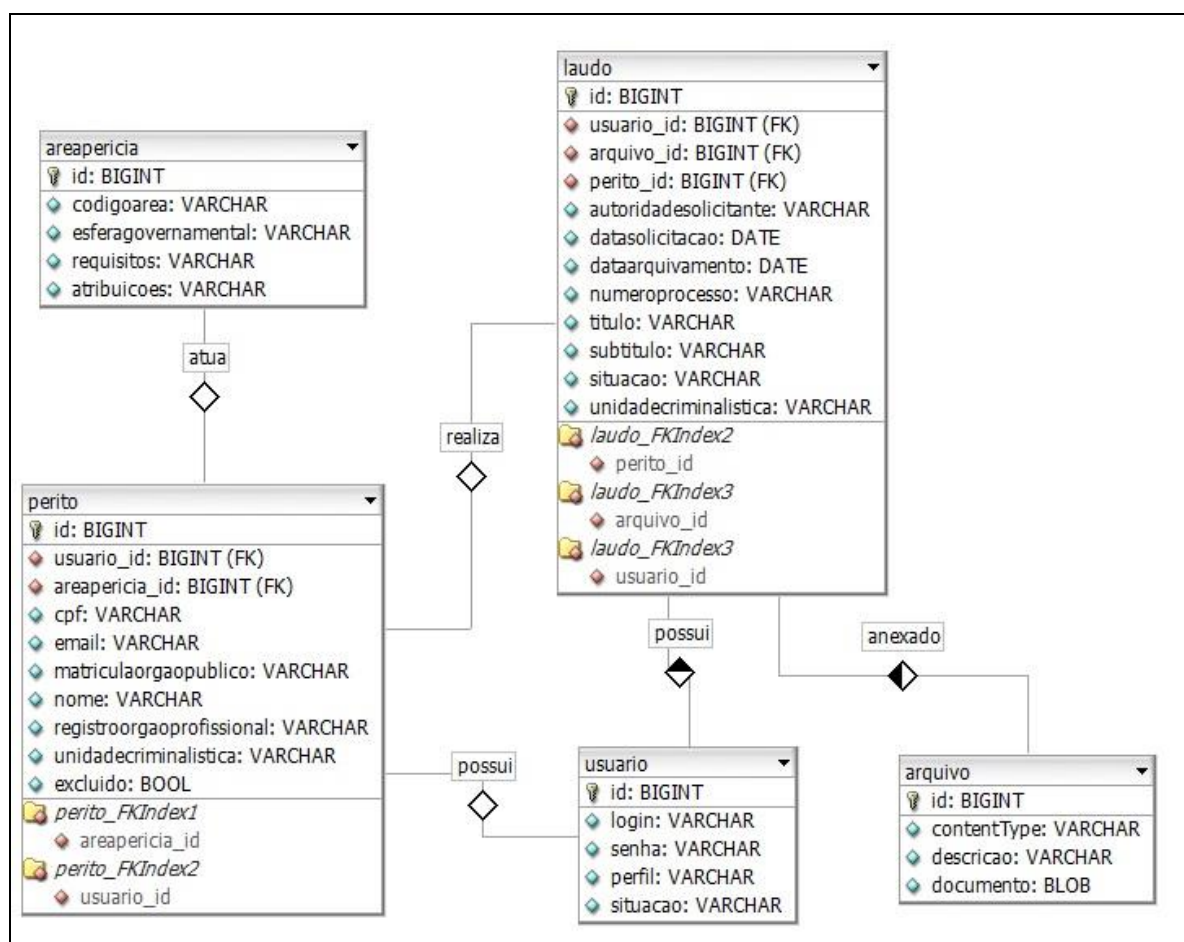 areapericia
id: BIGINT
codigoarea: VARCHAR
esferagovernamental: VARCHAR
requisitos: VARCHAR
atribuicoes: VARCHAR
atua
laudo
id: BIGINT
usuario_id: BIGINT (FK)
arquivo_id: BIGINT (FK)
perito_id: BIGINT (FK)
autoridadesolicitante: VARCHAR
datasolicitacao: DATE
dataarquivamento: DATE
numeroprocesso: VARCHAR
titulo: VARCHAR
subtitulo: VARCHAR
situacao: VARCHAR
unidadecriminalistica: VARCHAR
laudo_FKIndex2
perito_id
laudo_FKIndex3
arquivo_id
laudo_FKIndex3
usuario_id
realiza
perito
id: BIGINT
usuario_id: BIGINT (FK)
areapericia_id: BIGINT (FK)
cpf: VARCHAR
email: VARCHAR
matriculaorgaopublico: VARCHAR
nome: VARCHAR
registroorgaoprofissional: VARCHAR
unidadecriminalistica: VARCHAR
excluido: BOOL
perito_FKIndex1
areapericia_id
perito_FKIndex2
usuario_id
possui
possui
anexado
usuario
id: BIGINT
login: VARCHAR
senha: VARCHAR
perfil: VARCHAR
situacao: VARCHAR
arquivo
id: BIGINT
contentType: VARCHAR
descricao: VARCHAR
documento: BLOB